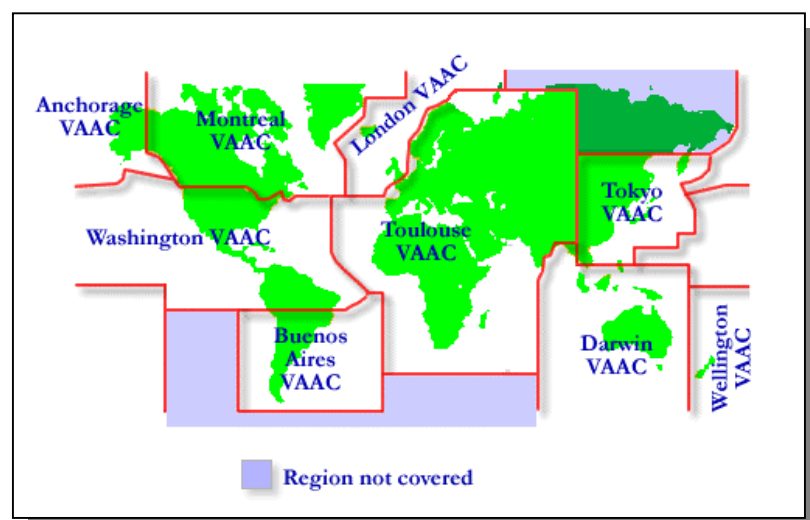 Anchorage
VAAC
Montreal
VAAC
London VAAC
Washington VAAC
Toulouse
VAAC
Tokyo
VAAC
Buenos
Aires
VAAC
Darwin
VAAC
Wellington
VAAC
Region not covered